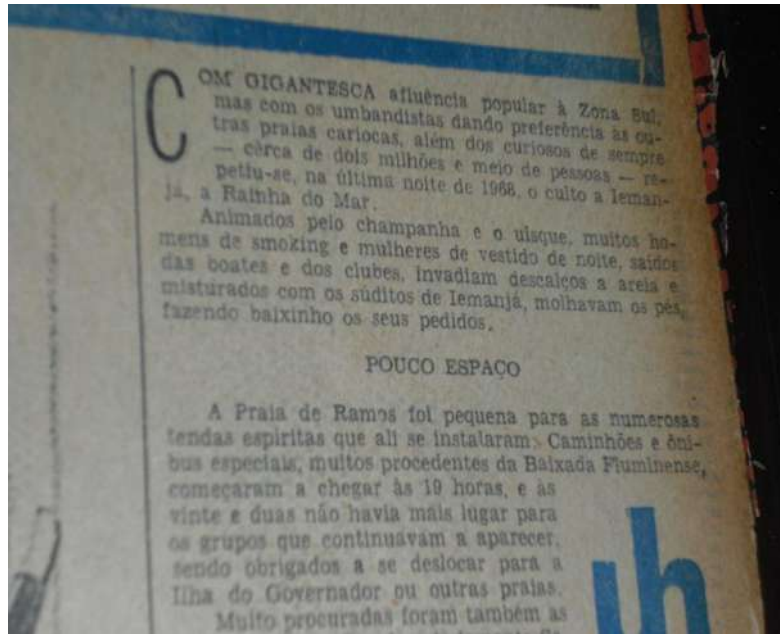 COM GIGANTESCA afluência popular à Zona Sul,
mas com os umbandistas dando preferência às ou-
tras praias cariocas, além dos curiosos de sempre
— cêrca de dois milhões e meio de pessoas — re-
petiu-se, na última noite de 1968, o culto a Ieman-
já, a Rainha do Mar.
Animados pelo champanha e o uísque, muitos ho-
mens de smoking e mulheres de vestido de noite, saídos
das boates e dos clubes, invadiam descalços a areia e
misturados com os súditos de Iemanjá, molhavam os pés,
fazendo baixinho os seus pedidos.
POUCO ESPAÇO
A Praia de Ramos foi pequena para as numerosas
tendas espíritas que ali se instalaram. Caminhões e ôni-
bus especiais, muitos procedentes da Baixada Fluminense,
começaram a chegar às 19 horas, e às
vinte e duas não havia mais lugar para
os grupos que continuavam a aparecer,
sendo obrigados a se deslocar para a
Ilha do Governador ou outras praias.
Muito procuradas foram também as
uh